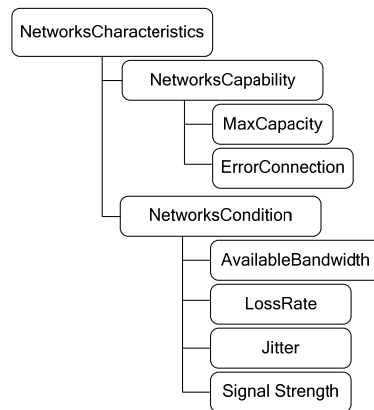 NetworksCharacteristics
NetworksCapability
MaxCapacity
ErrorConnection
NetworksCondition
AvailableBandwidth
LossRate
Jitter
Signal Strength